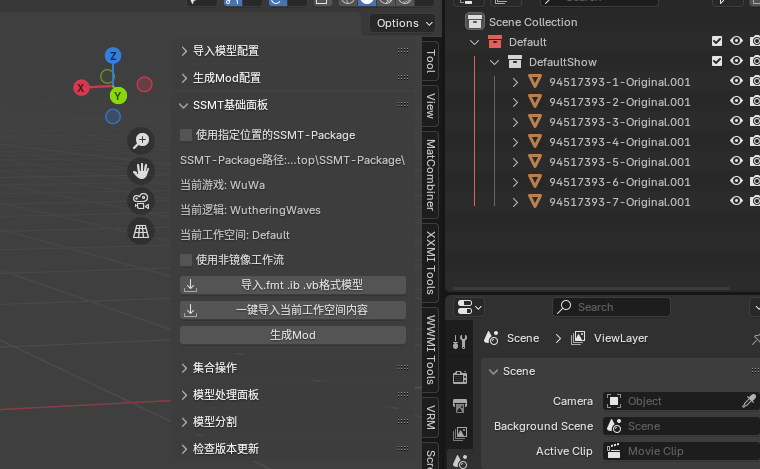 Options
导入模型配置
生成Mod配置
SSMT基础面板
使用指定位置的SSMT-Package
SSMT-Package路径:...top\SSMT-Package\
当前游戏: WuWa
当前逻辑: WutheringWaves
当前工作空间: Default
使用非镜像工作流
导入.fmt .ib .vb格式模型
一键导入当前工作空间内容
生成Mod
集合操作
模型处理面板
模型分割
检查版本更新
Z
X
Y
Tool
View
MatCombiner
XXMI Tools
WWMI Tools
VRM
Scre
Scene Collection
Default
DefaultShow
94517393-1-Original.001
94517393-2-Original.001
94517393-3-Original.001
94517393-4-Original.001
94517393-5-Original.001
94517393-6-Original.001
94517393-7-Original.001
Search
Scene
ViewLayer
Scene
Camera
Object
Background Scene
Scene
Active Clip
Movie Clip